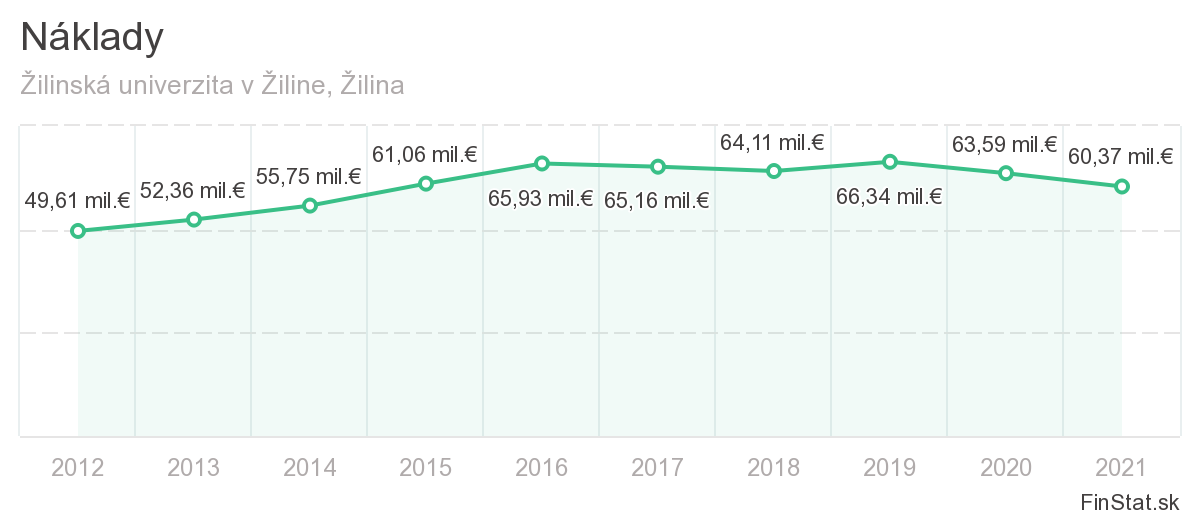 Náklady
Žilinská univerzita v Žiline, Žilina
49,61 mil.€
52,36 mil.€
55,75 mil.€
61,06 mil.€
65,93 mil.€
65,16 mil.€
64,11 mil.€
66,34 mil.€
63,59 mil.€
60,37 mil.€
2012 2013 2014 2015 2016 2017 2018 2019 2020 2021
FinStat.sk